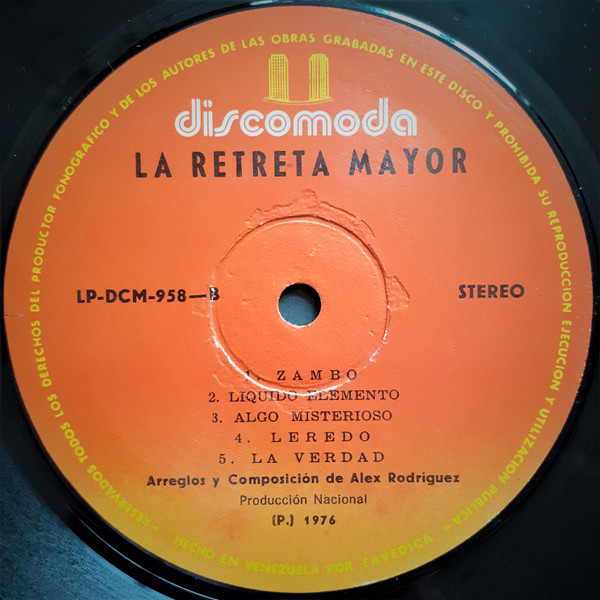 discomoda
LA RETRETA MAYOR
LP-DCM-958—B
STEREO
1. ZAMBO
2. LIQUIDO ELEMENTO
3. ALGO MISTERIOSO
4. LEREDO
5. LA VERDAD
Arreglos y Composición de Alex Rodríguez
Producción Nacional
(P.) 1976
– RESERVADOS TODOS LOS DERECHOS DEL PRODUCTOR FONOGRAFICO Y DE LOS AUTORES DE LAS OBRAS GRABADAS EN ESTE DISCO Y PROHIBIDA SU REPRODUCCION EJECUCION Y UTILIZACION PUBLICA –
HECHO EN VENEZUELA POR FAVEDICA